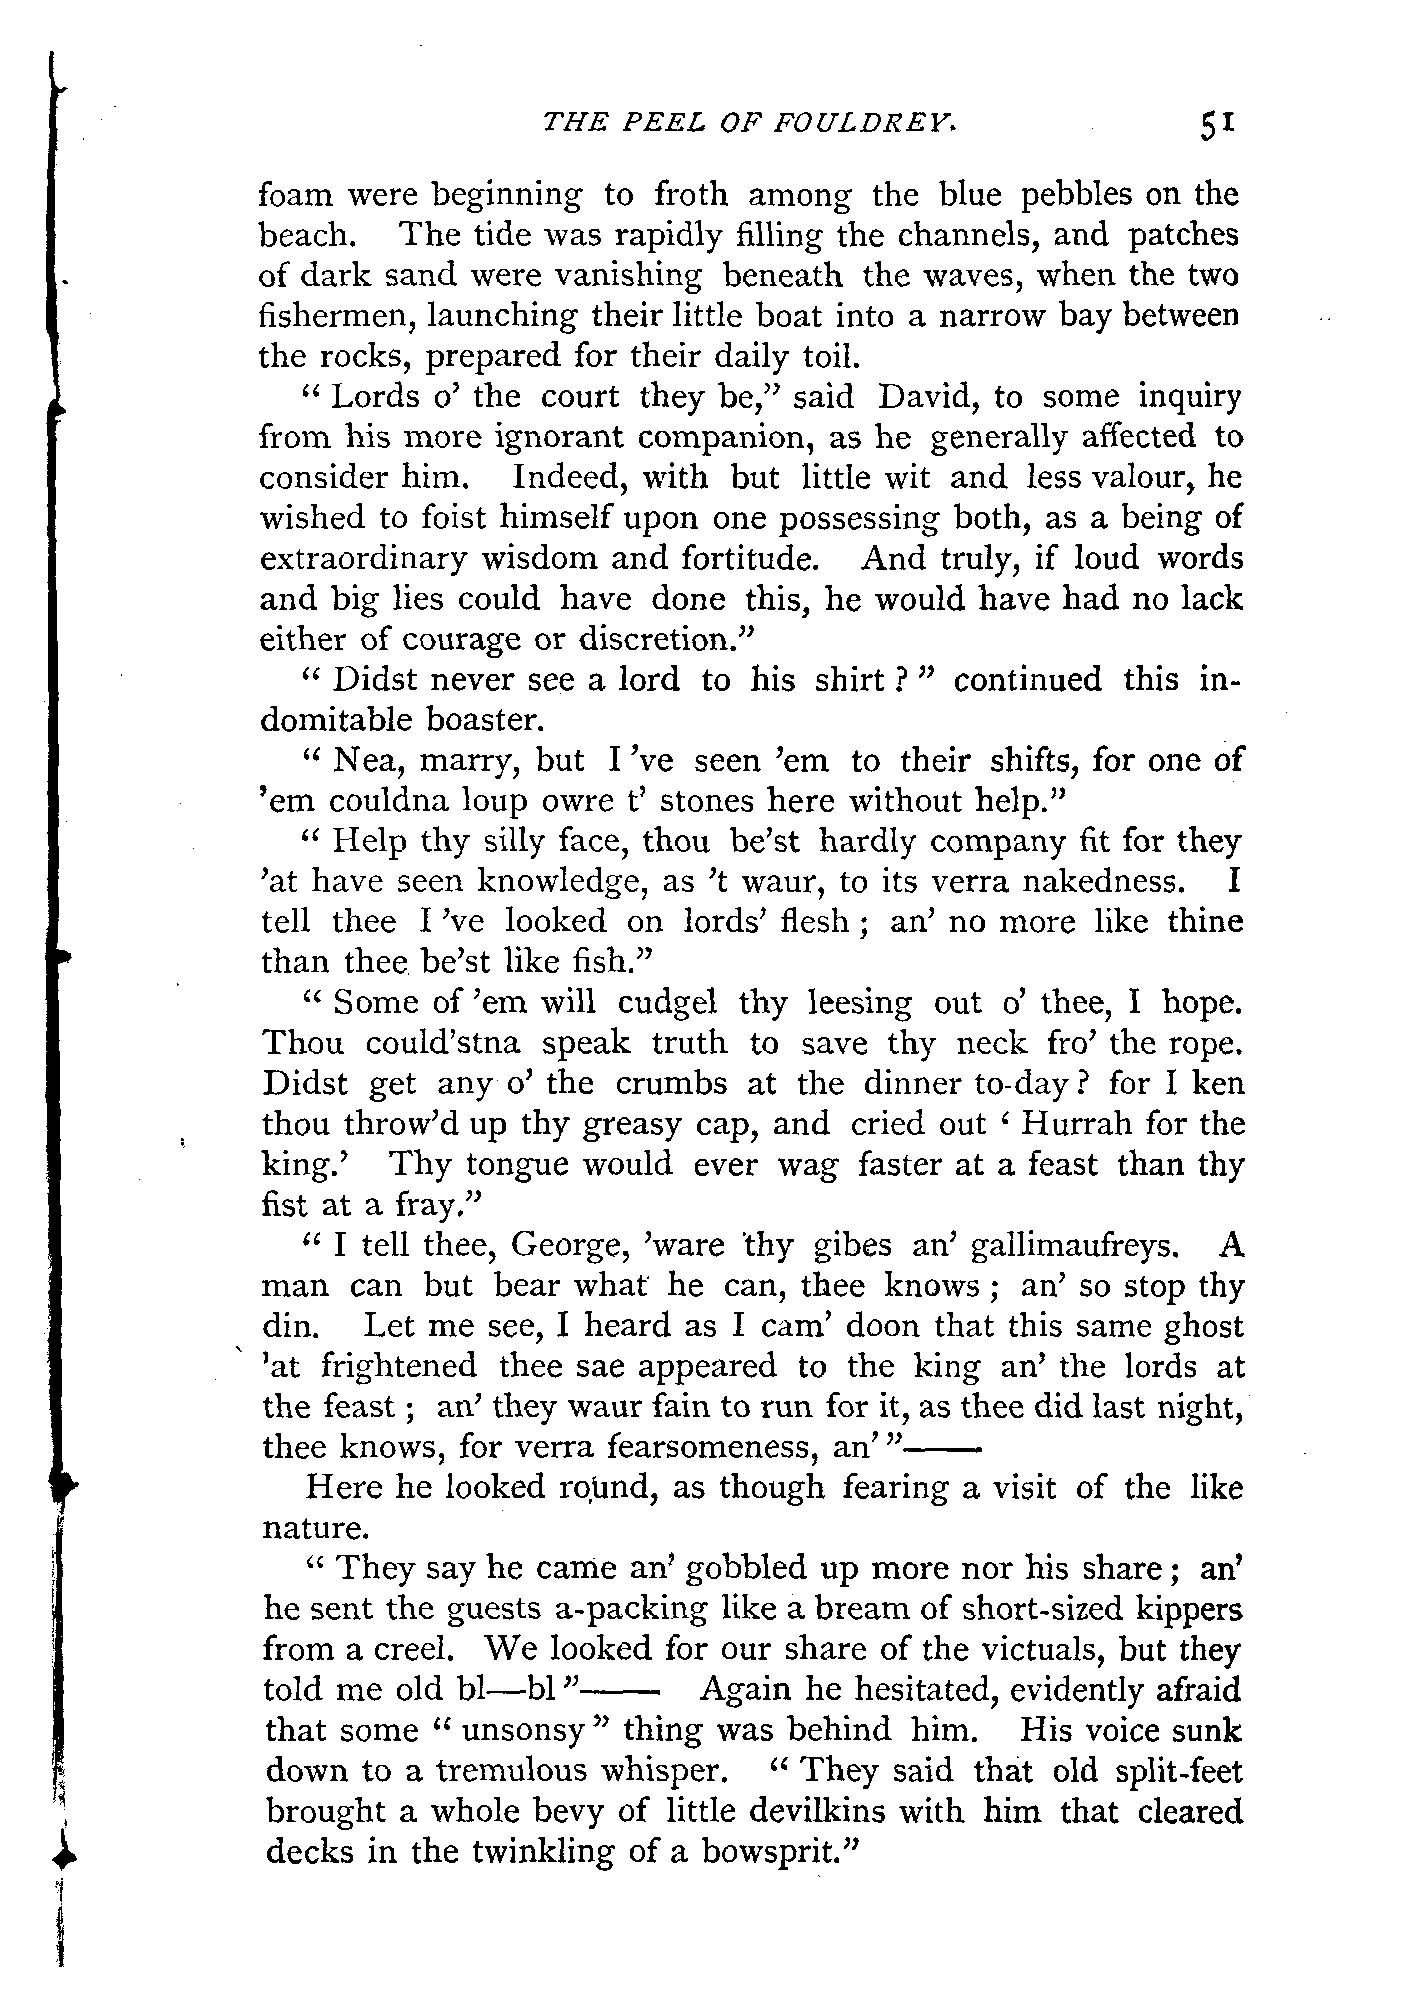 THE PEEL OF FOULDREY. 51
foam were beginning to froth among the blue pebbles on the
beach. The tide was rapidly filling the channels, and patches
of dark sand were vanishing beneath the waves, when the two
fishermen, launching their little boat into a narrow bay between
the rocks, prepared for their daily toil.
“ Lords o’ the court they be,” said David, to some inquiry
from his more ignorant companion, as he generally affected to
consider him. Indeed, with but little wit and less valour, he
wished to foist himself upon one possessing both, as a being of
extraordinary wisdom and fortitude. And truly, if loud words
and big lies could have done this, he would have had no lack
either of courage or discretion.”
“ Didst never see a lord to his shirt ? ” continued this in-
domitable boaster.
“ Nea, marry, but I ’ve seen ’em to their shifts, for one of
’em couldna loup owre t’ stones here without help.”
“ Help thy silly face, thou be’st hardly company fit for they
’at have seen knowledge, as ’t waur, to its verra nakedness. I
tell thee I ’ve looked on lords’ flesh ; an’ no more like thine
than thee be’st like fish.”
“ Some of ’em will cudgel thy leesing out o’ thee, I hope.
Thou could’stna speak truth to save thy neck fro’ the rope.
Didst get any o’ the crumbs at the dinner to-day ? for I ken
thou throw’d up thy greasy cap, and cried out ‘ Hurrah for the
king.’ Thy tongue would ever wag faster at a feast than thy
fist at a fray.”
“ I tell thee, George, ’ware thy gibes an’ gallimaufreys. A
man can but bear what he can, thee knows ; an’ so stop thy
din. Let me see, I heard as I cam’ doon that this same ghost
’at frightened thee sae appeared to the king an’ the lords at
the feast ; an’ they waur fain to run for it, as thee did last night,
thee knows, for verra fearsomeness, an’ ”——
Here he looked round, as though fearing a visit of the like
nature.
“ They say he came an’ gobbled up more nor his share ; an’
he sent the guests a-packing like a bream of short-sized kippers
from a creel. We looked for our share of the victuals, but they
told me old bl—bl ”—— Again he hesitated, evidently afraid
that some “ unsonsy ” thing was behind him. His voice sunk
down to a tremulous whisper. “ They said that old split-feet
brought a whole bevy of little devilkins with him that cleared
decks in the twinkling of a bowsprit.”